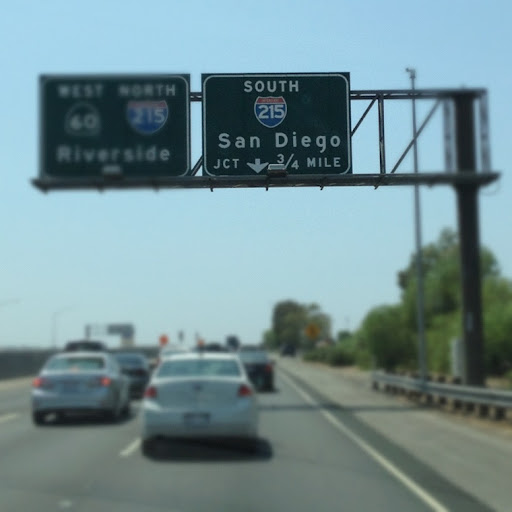 WEST NORTH
60 215
Riverside
SOUTH
215
San Diego
JCT 3/4 MILE